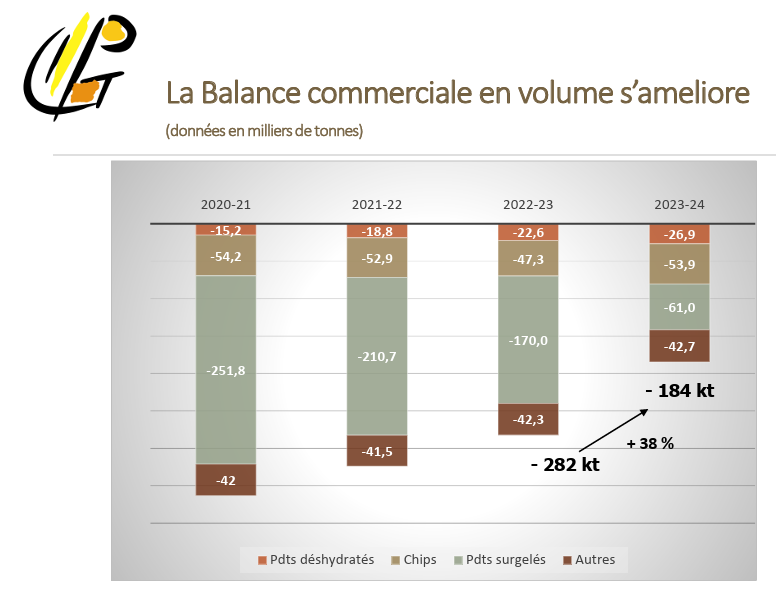 La Balance commerciale en volume s’ameliore
(données en milliers de tonnes)
2020-21 2021-22 2022-23 2023-24
-15,2 -18,8 -22,6 -26,9
-54,2 -52,9 -47,3 -53,9
-251,8 -210,7 -170,0 -61,0
-42 -41,5 -42,3 -42,7
- 184 kt
+ 38 %
- 282 kt
Pdts déshydratés Chips Pdts surgelés Autres